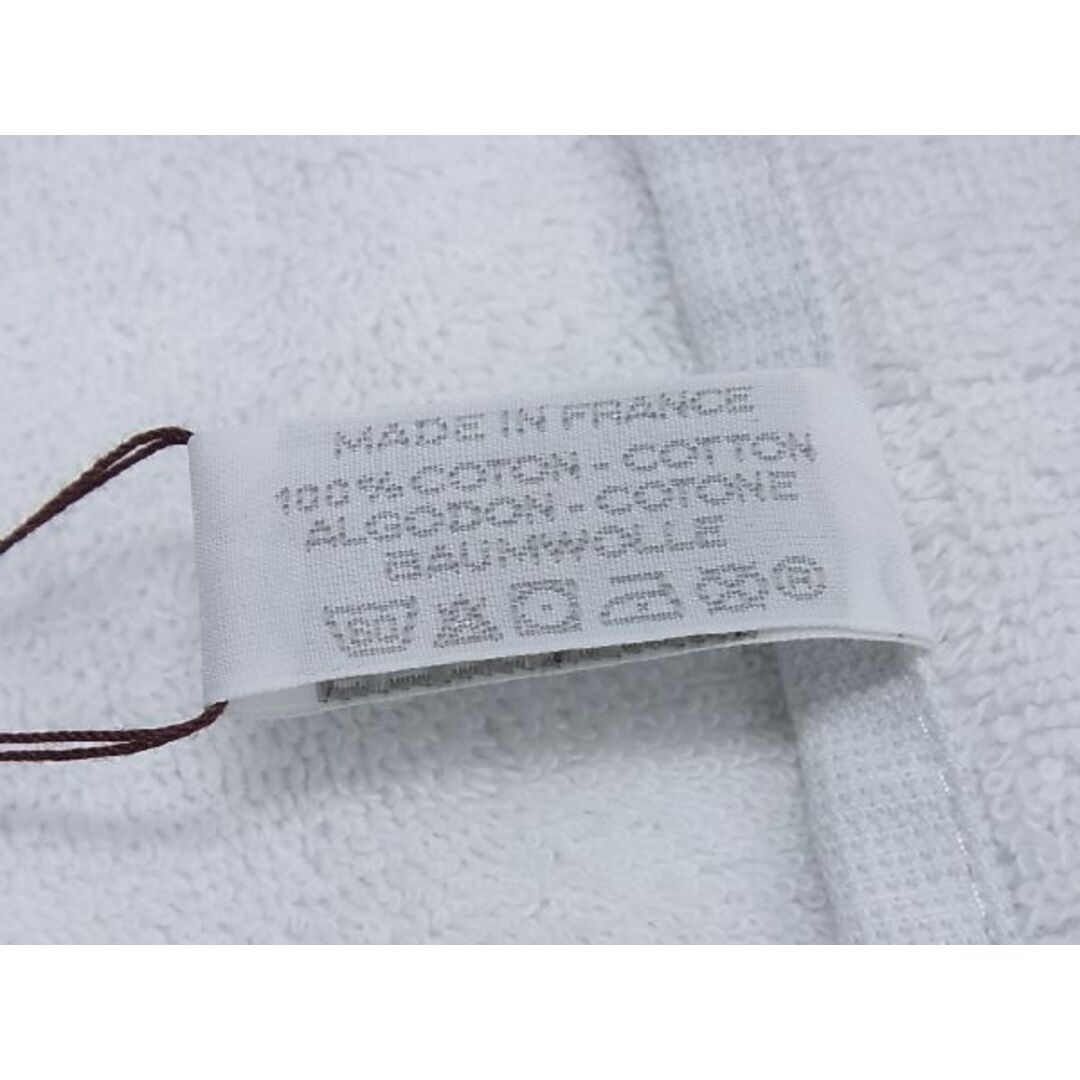 MADE IN FRANCE
100% COTON - COTTON
ALGODON - COTONE
BAUMWOLLE
®